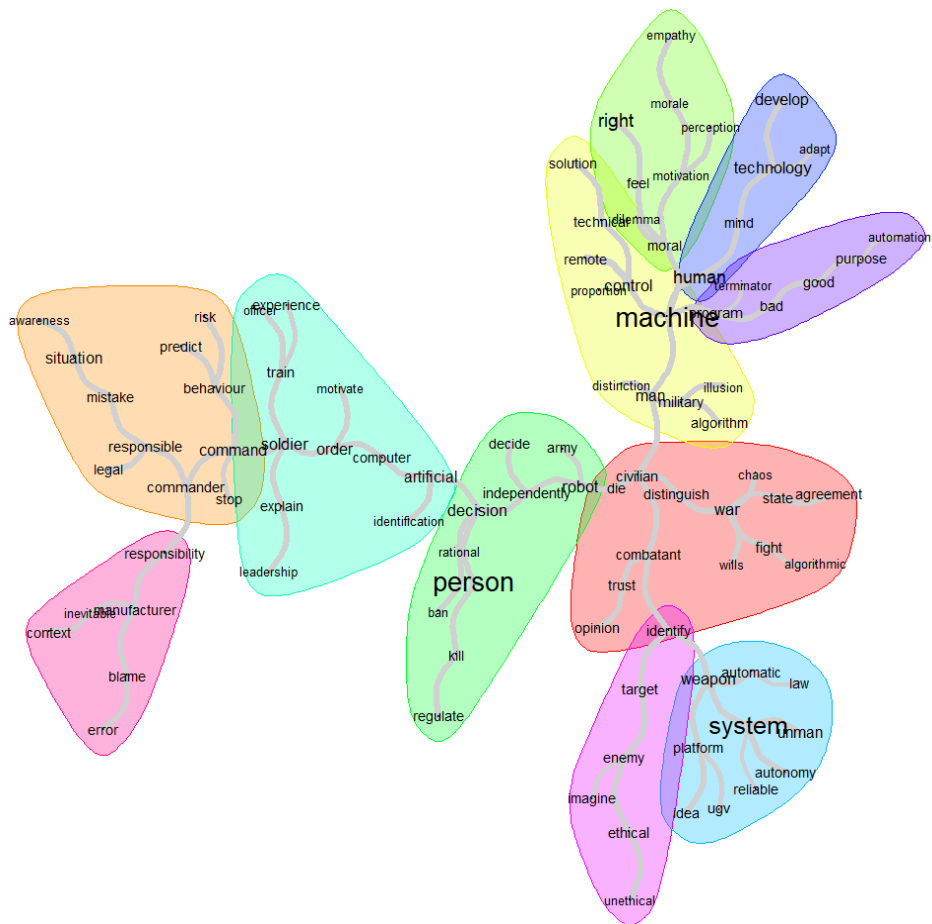 empathy
develop
morale
right
perception
adapt
solution
technology
motivation
feel
dilemma
technical
mind
automation
moral
remote
purpose
human
control
proportion
terminator
good
program
bad
machine
officer
experience
awareness
risk
predict
situation
train
distinction
illusion
behaviour
motivate
man
military
mistake
algorithm
responsible
command
soldier
order
decide
army
legal
computer
artificial
civilian
chaos
commander
robot
die
independently
distinguish
state
agreement
stop
explain
decision
war
identification
responsibility
rational
combatant
fight
algorithmic
wills
leadership
person
trust
inevitable
manufacturer
ban
context
opinion
identify
kill
blame
target
weapon
automatic
law
regulate
error
system
unman
platform
enemy
autonomy
reliable
imagine
idea
ugv
ethical
unethical